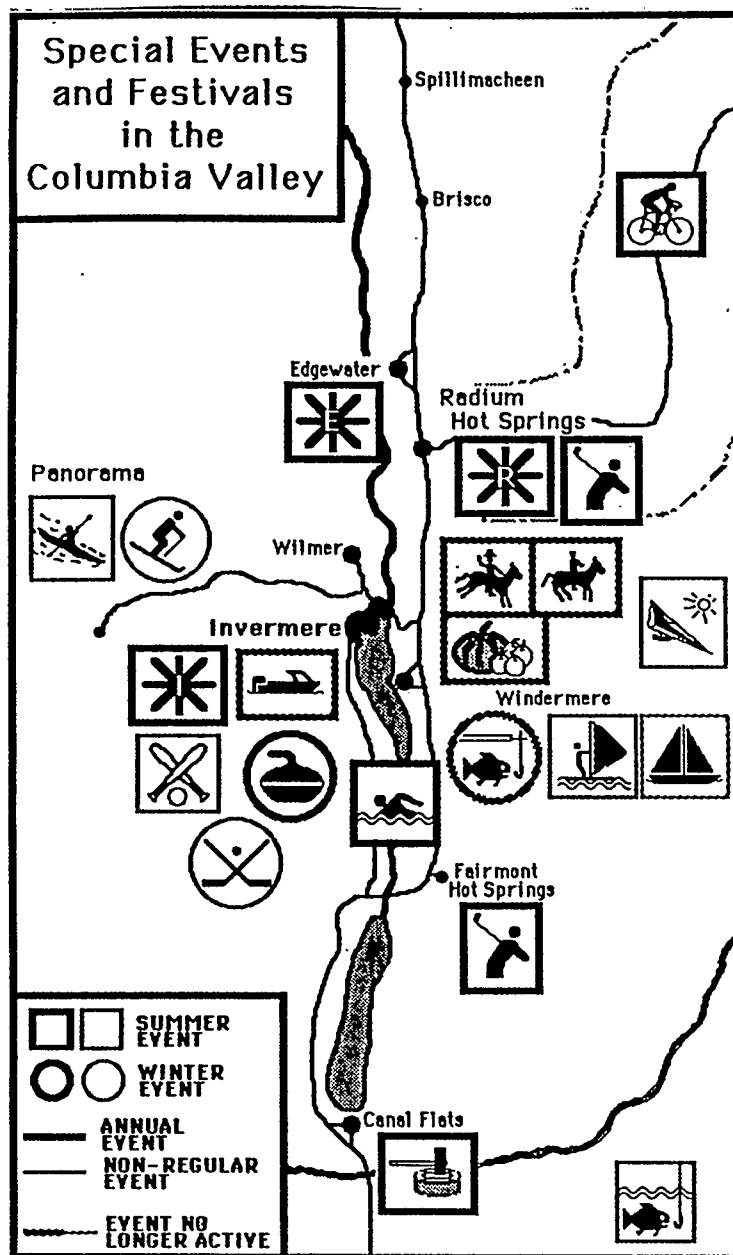 Special Events
and Festivals
in the
Columbia Valley
Spillimacheen
Brisco
Edgewater
E
Radium
Hot Springs
R
Panorama
Wilmer
Invermere
I
Windermere
Fairmont
Hot Springs
Canal Flats
SUMMER
EVENT
WINTER
EVENT
ANNUAL
EVENT
NON-REGULAR
EVENT
EVENT NO
LONGER ACTIVE